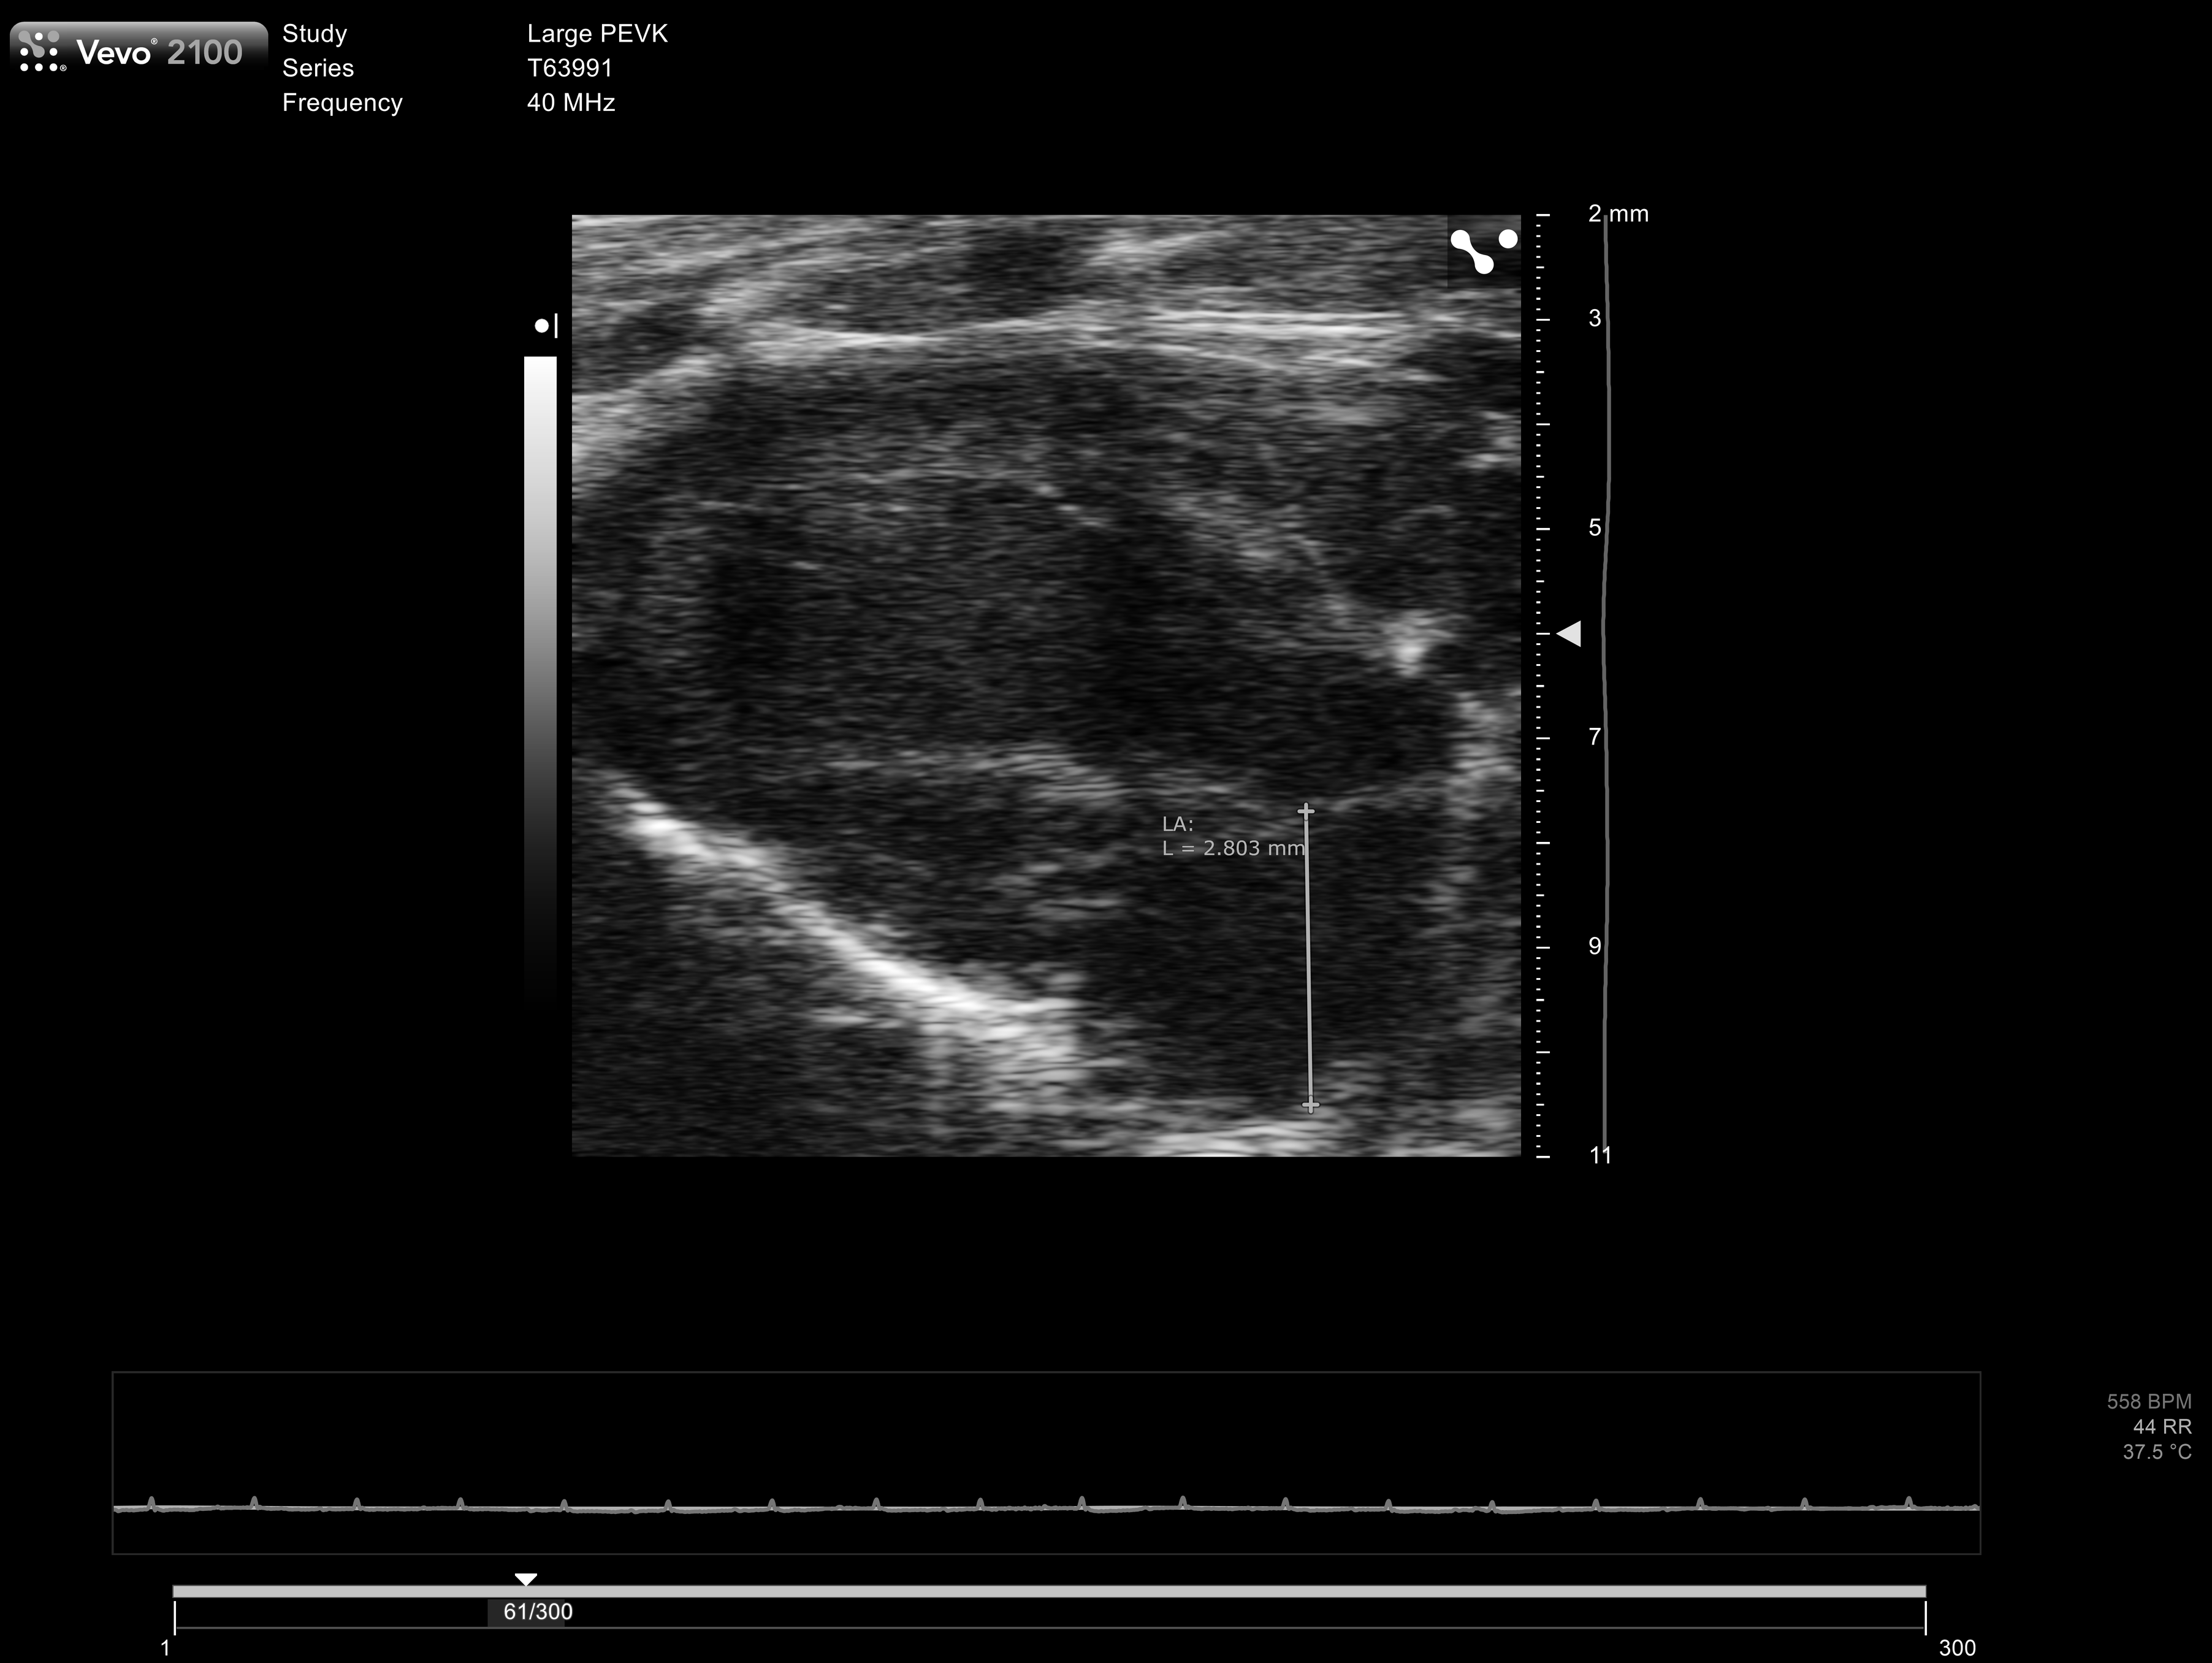 Vevo® 2100
Study Large PEVK
Series T63991
Frequency 40 MHz
2 mm
3
5
7
9
11
LA:
L = 2.803 mm
558 BPM
44 RR
37.5 °C
61/300
1
300